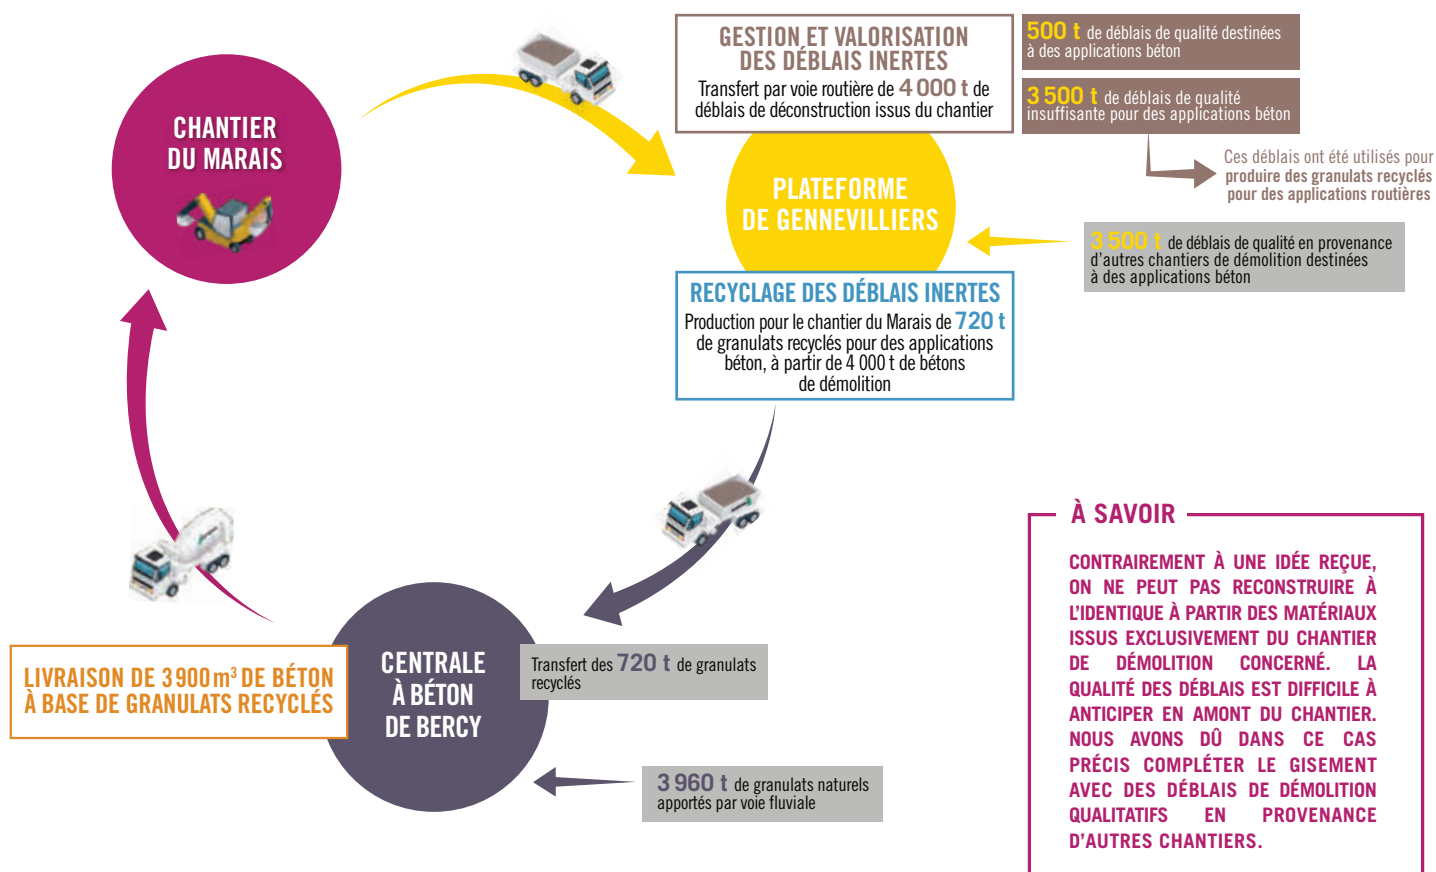 CHANTIER
DU MARAIS
GESTION ET VALORISATION
DES DÉBLAIS INERTES
Transfert par voie routière de 4 000 t de
déblais de déconstruction issus du chantier
500 t de déblais de qualité destinées
à des applications béton
3 500 t de déblais de qualité
insuffisante pour des applications béton
Ces déblais ont été utilisés pour
produire des granulats recyclés
pour des applications routières
PLATEFORME
DE GENNEVILLIERS
3 500 t de déblais de qualité en provenance
d'autres chantiers de démolition destinées
à des applications béton
RECYCLAGE DES DÉBLAIS INERTES
Production pour le chantier du Marais de 720 t
de granulats recyclés pour des applications
béton, à partir de 4 000 t de bétons
de démolition
LIVRAISON DE 3 900 m³ DE BÉTON
À BASE DE GRANULATS RECYCLÉS
CENTRALE
À BÉTON
DE BERCY
Transfert des 720 t de granulats
recyclés
3 960 t de granulats naturels
apportés par voie fluviale
À SAVOIR
CONTRAIREMENT À UNE IDÉE REÇUE,
ON NE PEUT PAS RECONSTRUIRE À
L'IDENTIQUE À PARTIR DES MATÉRIAUX
ISSUS EXCLUSIVEMENT DU CHANTIER
DE DÉMOLITION CONCERNÉ. LA
QUALITÉ DES DÉBLAIS EST DIFFICILE À
ANTICIPER EN AMONT DU CHANTIER.
NOUS AVONS DÛ DANS CE CAS
PRÉCIS COMPLÉTER LE GISEMENT
AVEC DES DÉBLAIS DE DÉMOLITION
QUALITATIFS EN PROVENANCE
D'AUTRES CHANTIERS.